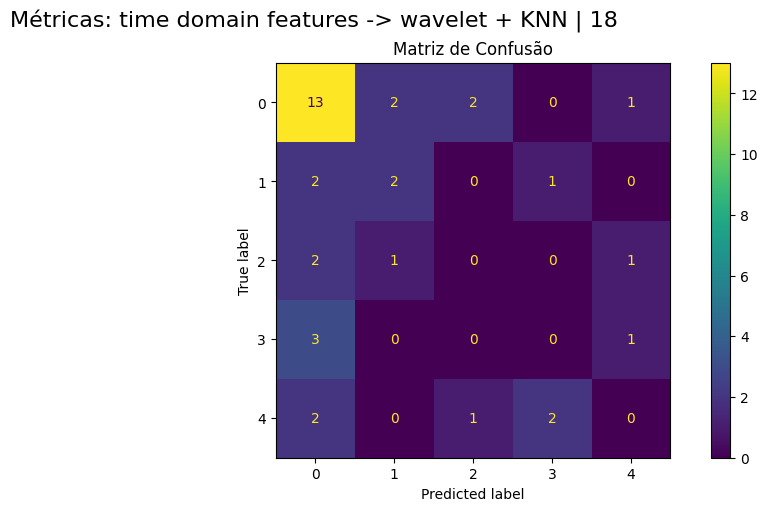 Métricas: time domain features -> wavelet + KNN | 18
Matriz de Confusão
0 13 2 2 0 1
1 2 2 0 1 0
2 2 1 0 0 1
3 3 0 0 0 1
4 2 0 1 2 0
0 1 2 3 4
Predicted label
True label
12
10
8
6
4
2
0